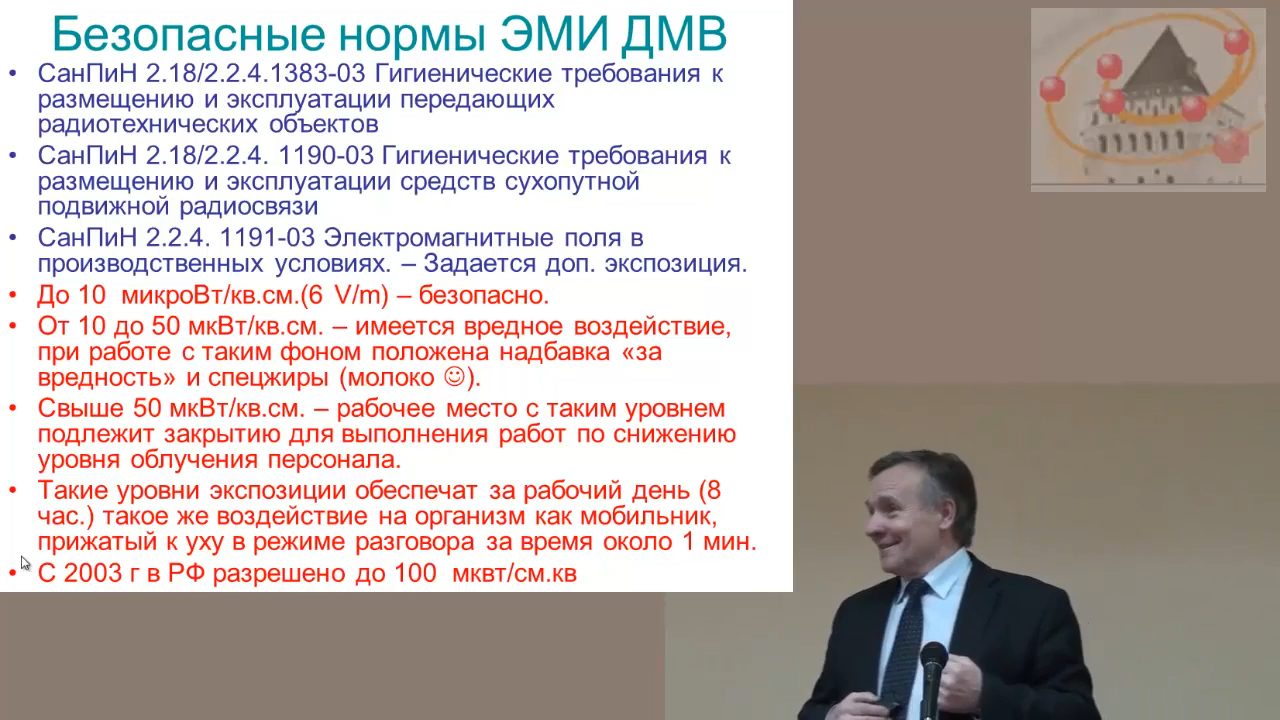 Безопасные нормы ЭМИ ДМВ
• СанПиН 2.18/2.2.4.1383-03 Гигиенические требования к
размещению и эксплуатации передающих
радиотехнических объектов
• СанПиН 2.18/2.2.4. 1190-03 Гигиенические требования к
размещению и эксплуатации средств сухопутной
подвижной радиосвязи
• СанПиН 2.2.4. 1191-03 Электромагнитные поля в
производственных условиях. – Задается доп. экспозиция.
• До 10 микроВт/кв.см.(6 V/m) – безопасно.
• От 10 до 50 мкВт/кв.см. – имеется вредное воздействие,
при работе с таким фоном положена надбавка «за
вредность» и спецжиры (молоко ☺).
• Свыше 50 мкВт/кв.см. – рабочее место с таким уровнем
подлежит закрытию для выполнения работ по снижению
уровня облучения персонала.
• Такие уровни экспозиции обеспечат за рабочий день (8
час.) такое же воздействие на организм как мобильник,
прижатый к уху в режиме разговора за время около 1 мин.
• С 2003 г в РФ разрешено до 100 мквт/см.кв